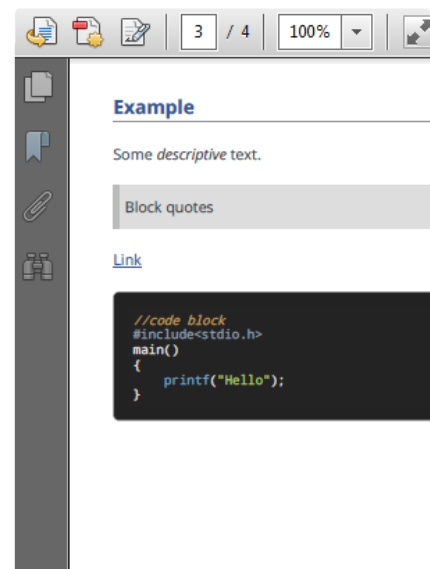 3 / 4 100%
Example
Some descriptive text.
Block quotes
Link
//code block
#include<stdio.h>
main()
{
    printf("Hello");
}